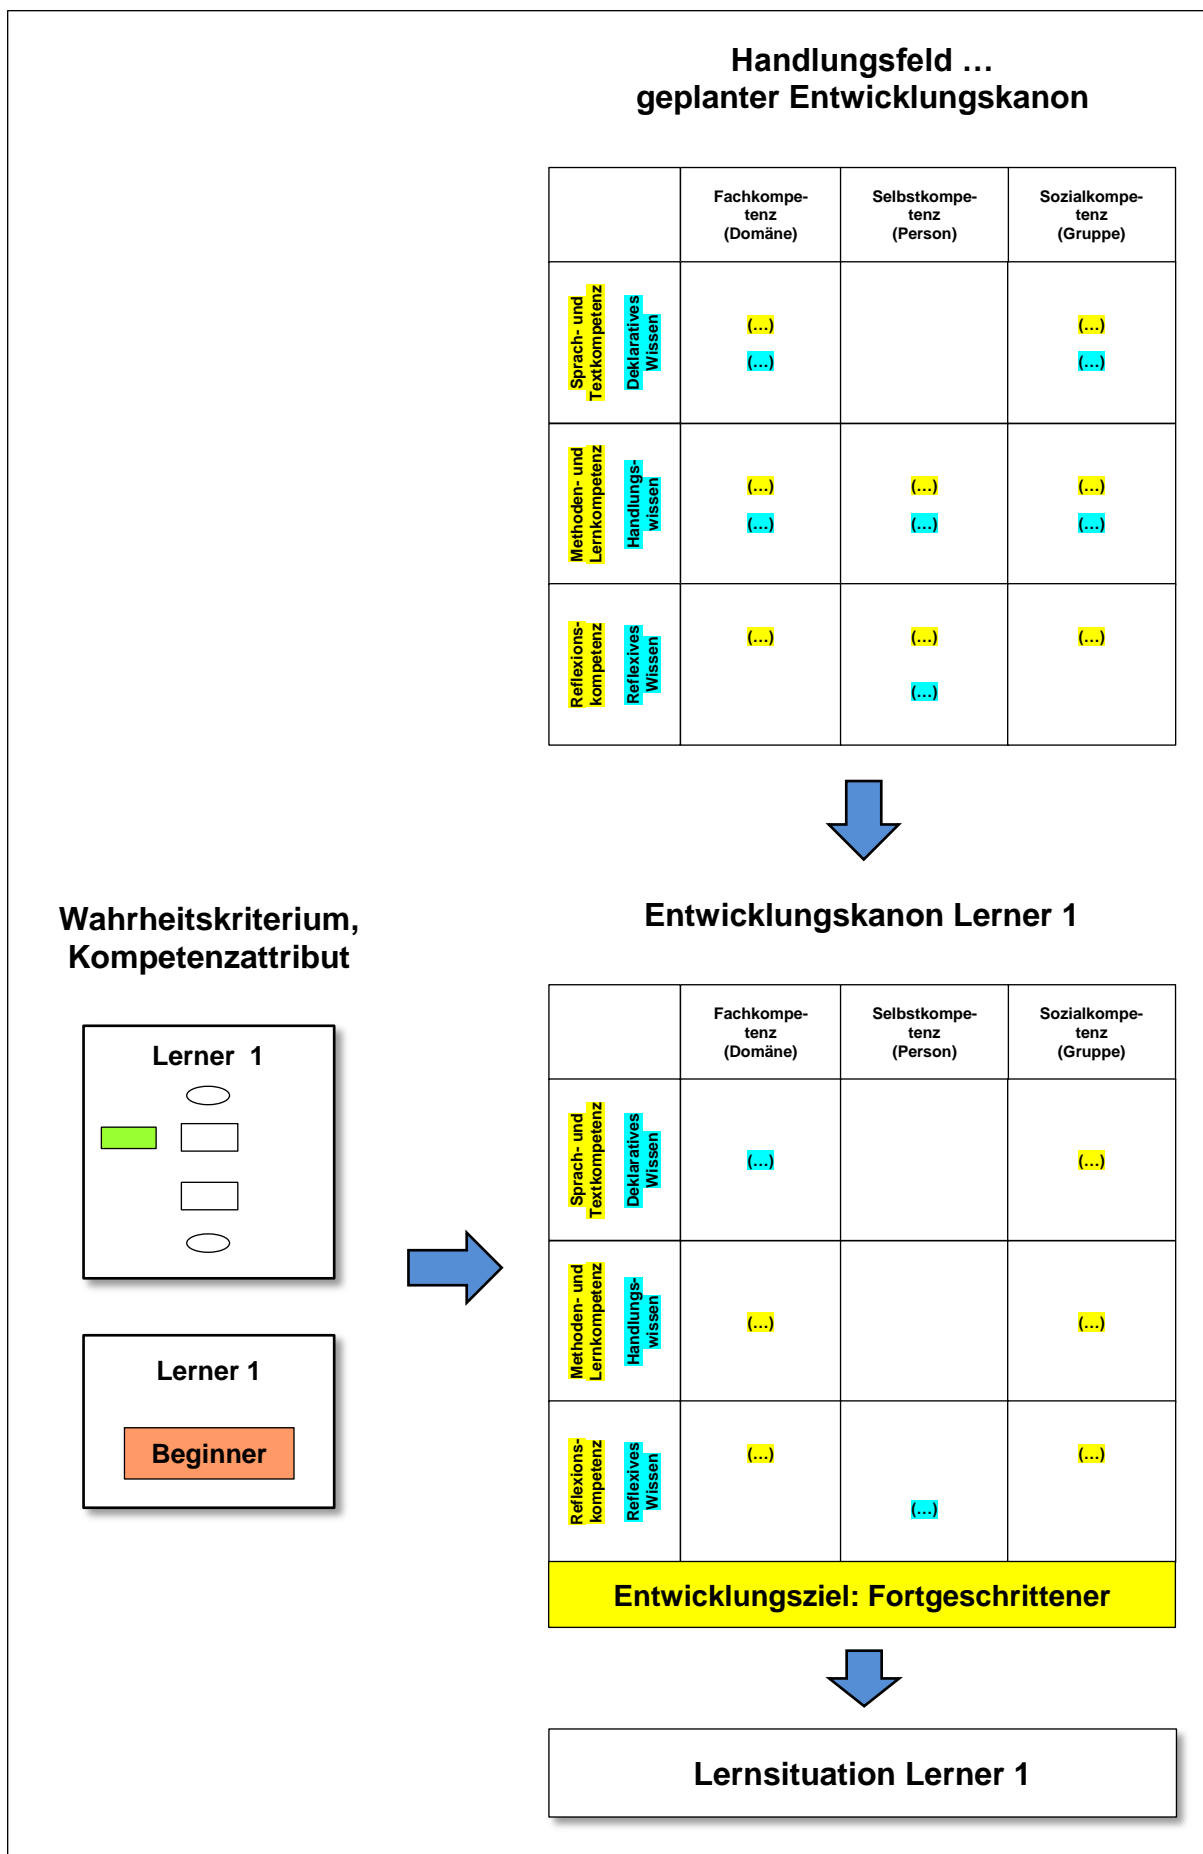 Handlungsfeld …
geplanter Entwicklungskanon
Fachkompe-
tenz
(Domäne)
Selbstkompe-
tenz
(Person)
Sozialkompe-
tenz
(Gruppe)
Sprach- und
Textkompetenz
Deklaratives
Wissen
(…)
(…)
(…)
(…)
Methoden- und
Lernkompetenz
Handlungs-
wissen
(…)
(…)
(…)
(…)
(…)
(…)
Reflexions-
kompetenz
Reflexives
Wissen
(…)
(…)
(…)
(…)
Wahrheitskriterium,
Kompetenzattribut
Lerner 1
Lerner 1
Beginner
Entwicklungskanon Lerner 1
Fachkompe-
tenz
(Domäne)
Selbstkompe-
tenz
(Person)
Sozialkompe-
tenz
(Gruppe)
Sprach- und
Textkompetenz
Deklaratives
Wissen
(…)
(…)
Methoden- und
Lernkompetenz
Handlungs-
wissen
(…)
(…)
Reflexions-
kompetenz
Reflexives
Wissen
(…)
(…)
(…)
Entwicklungsziel: Fortgeschrittener
Lernsituation Lerner 1